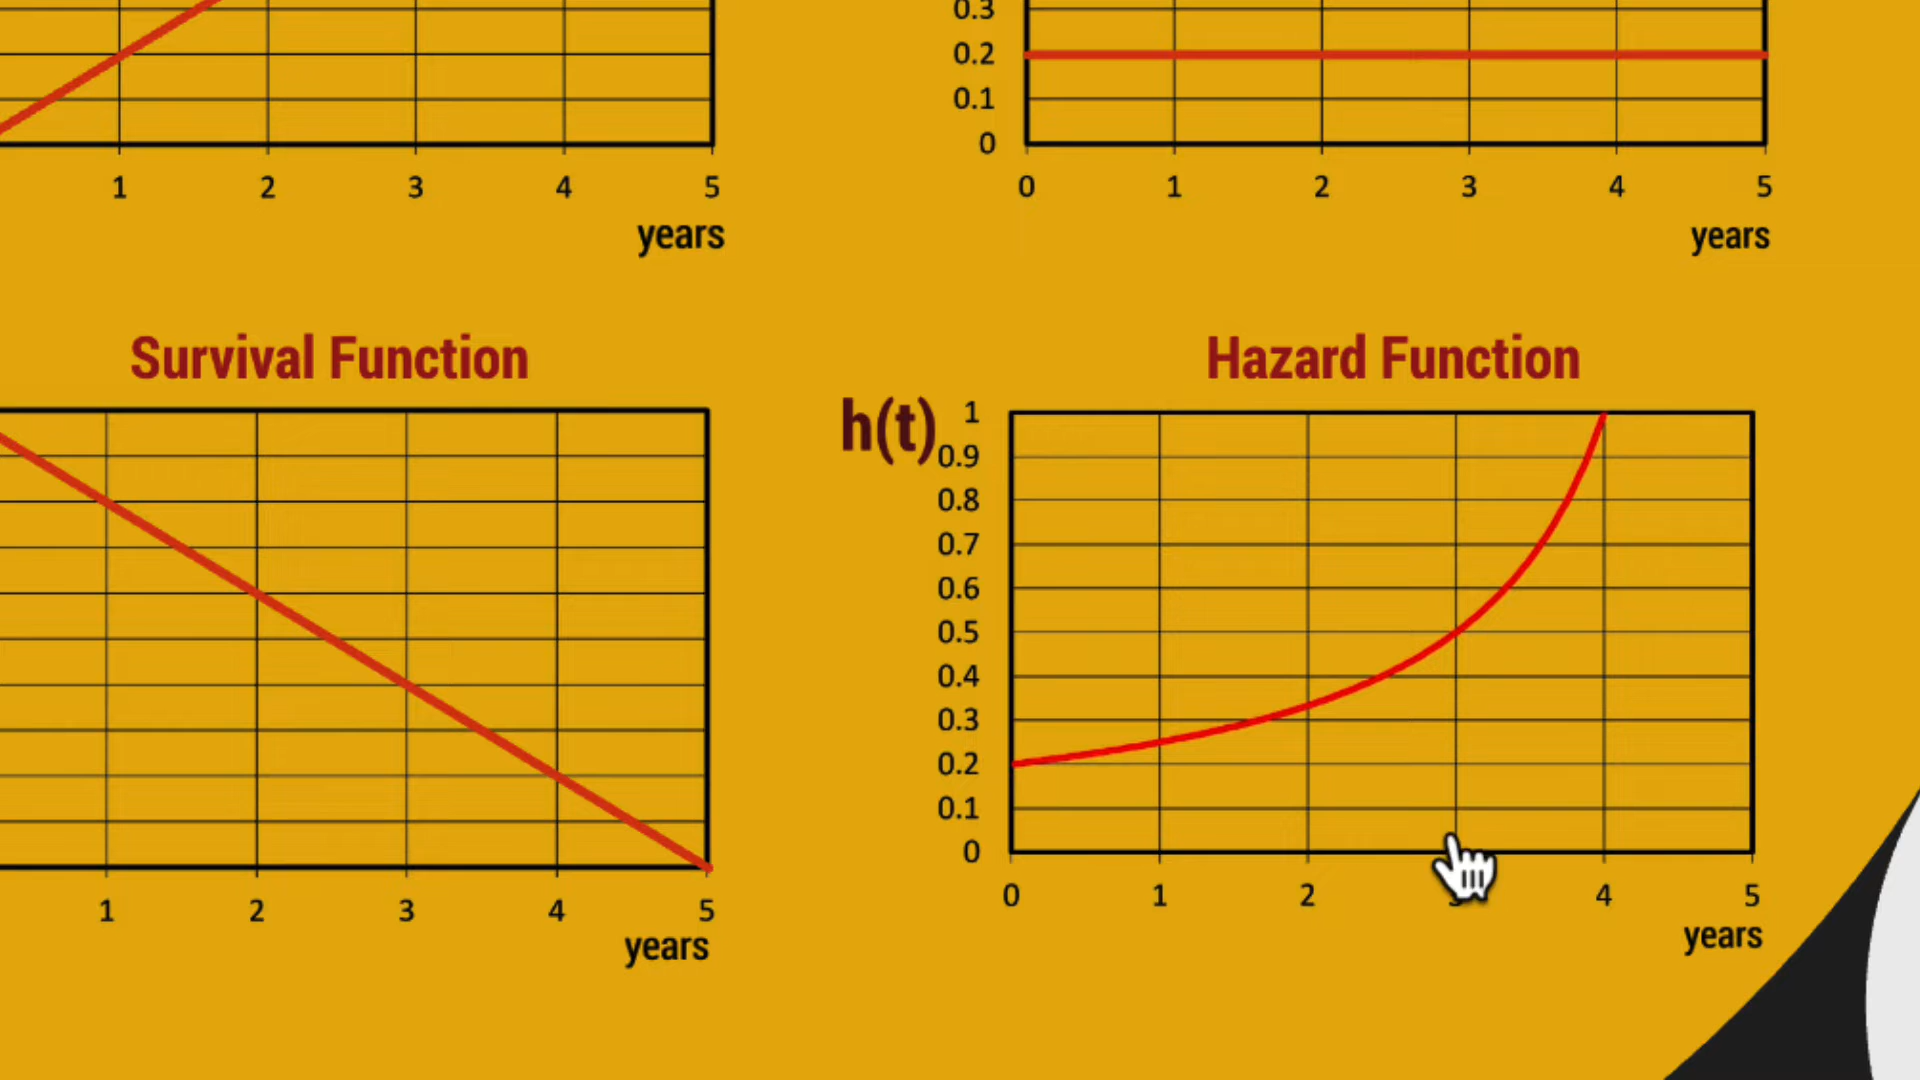 0.3
0.2
0.1
0
1 2 3 4 5
0 1 2 3 4 5
years
years
Survival Function
Hazard Function
h(t)
1
0.9
0.8
0.7
0.6
0.5
0.4
0.3
0.2
0.1
0
0 1 2 4 5
1 2 3 4 5
years
years